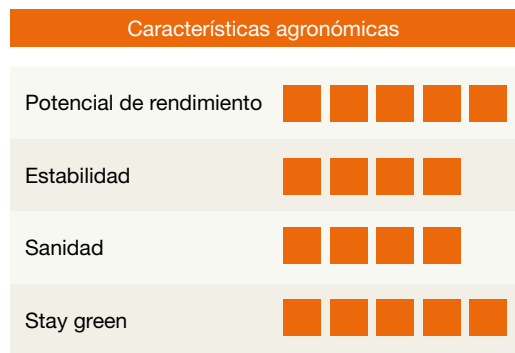 Características agronómicas
Potencial de rendimiento
Estabilidad
Sanidad
Stay green